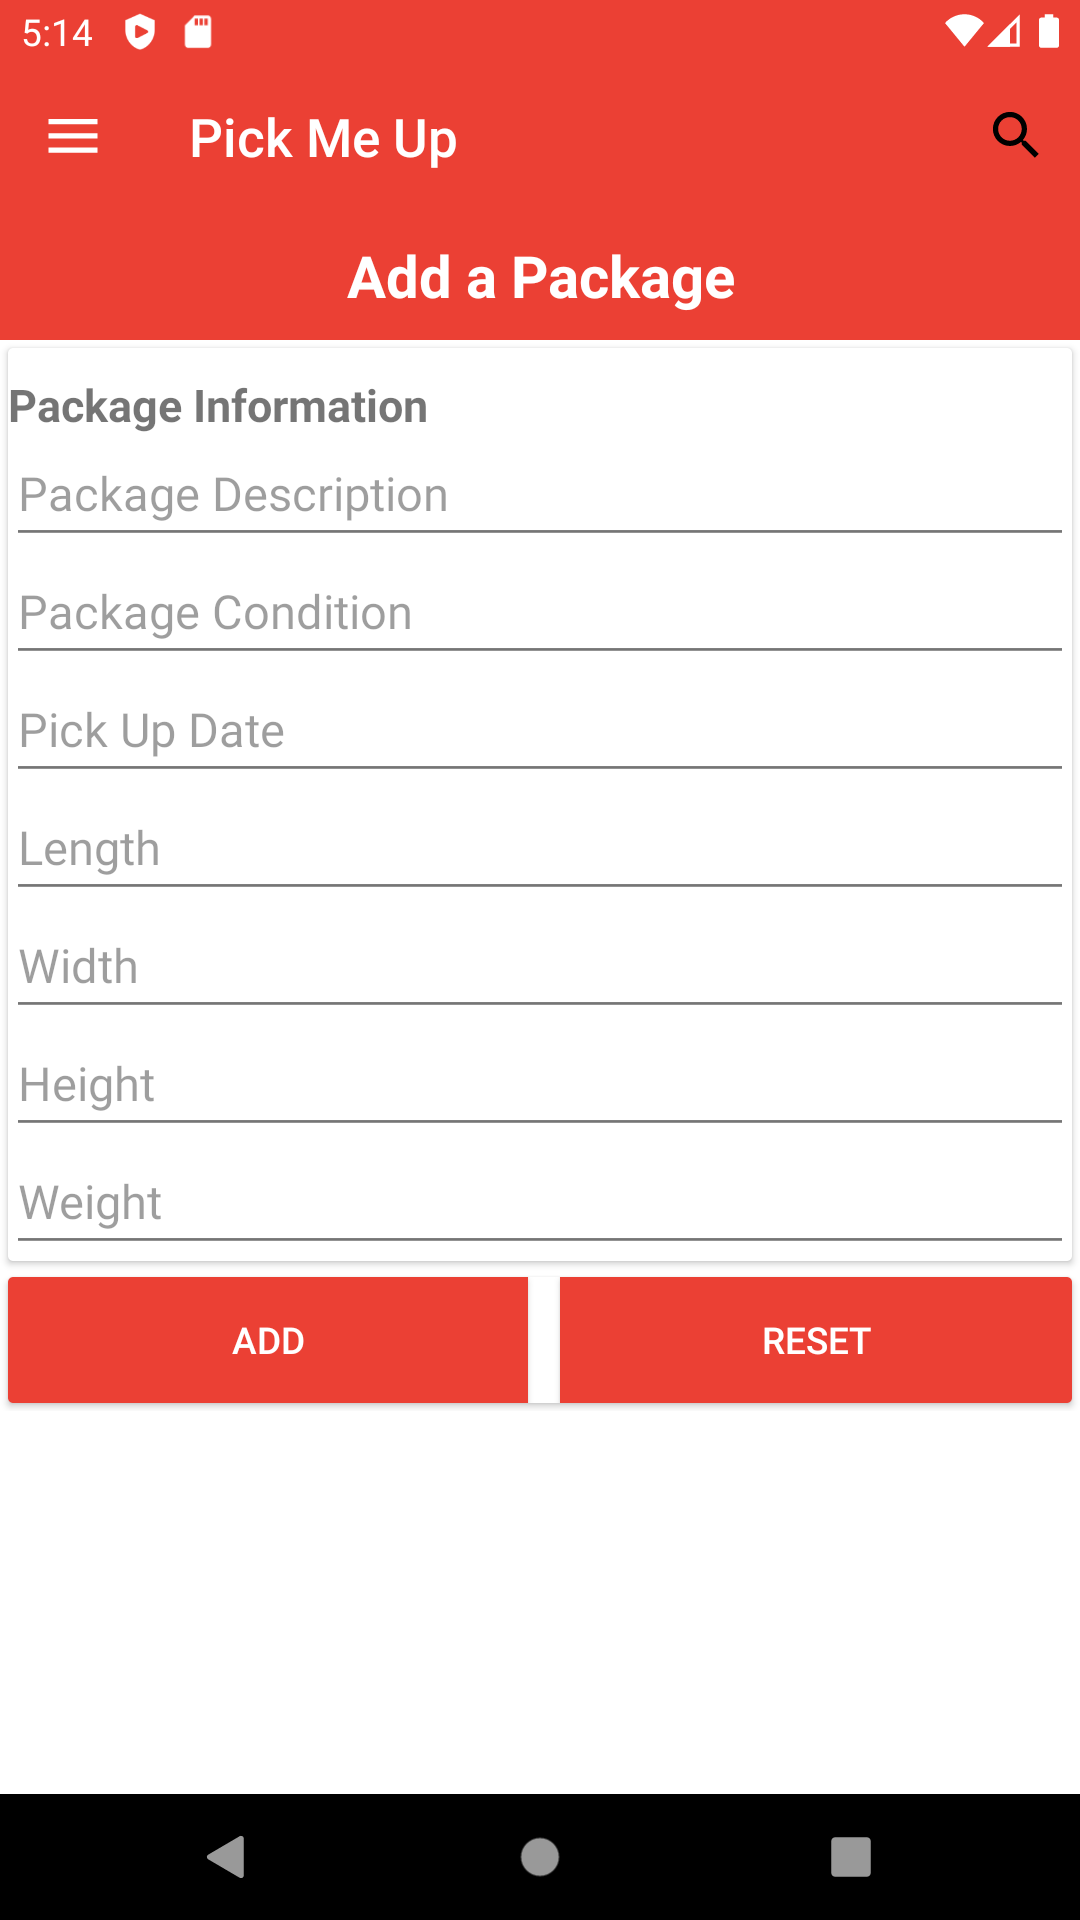 5:14
Pick Me Up
Add a Package
Package Information
Package Description
Package Condition
Pick Up Date
Length
Width
Height
Weight
ADD
RESET